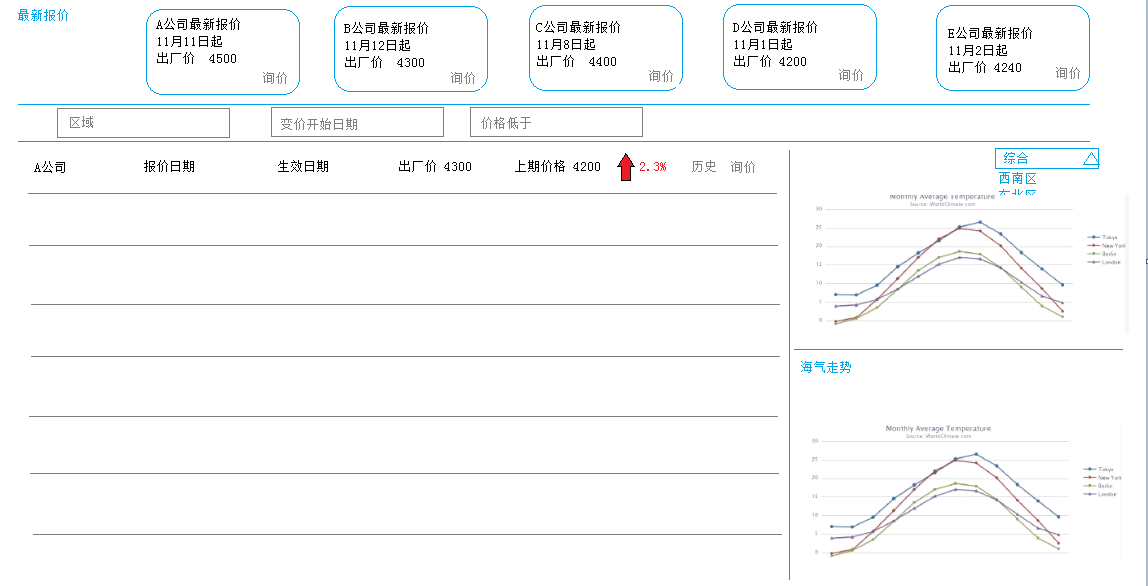 最新报价
A公司最新报价
11月11日起
出厂价 4500
询价
B公司最新报价
11月12日起
出厂价 4300
询价
C公司最新报价
11月8日起
出厂价 4400
询价
D公司最新报价
11月1日起
出厂价 4200
询价
E公司最新报价
11月2日起
出厂价 4240
询价
区域
变价开始日期
价格低于
A公司 报价日期 生效日期 出厂价 4300 上期价格 4200 2.3% 历史 询价
综合
西南区
东北区
Monthly Average Temperature
Source: WorldClimate.com
30
25
20
15
10
5
0
Tokyo
New York
Berlin
London
海气走势
Monthly Average Temperature
Source: WorldClimate.com
30
25
20
15
10
5
0
Tokyo
New York
Berlin
London